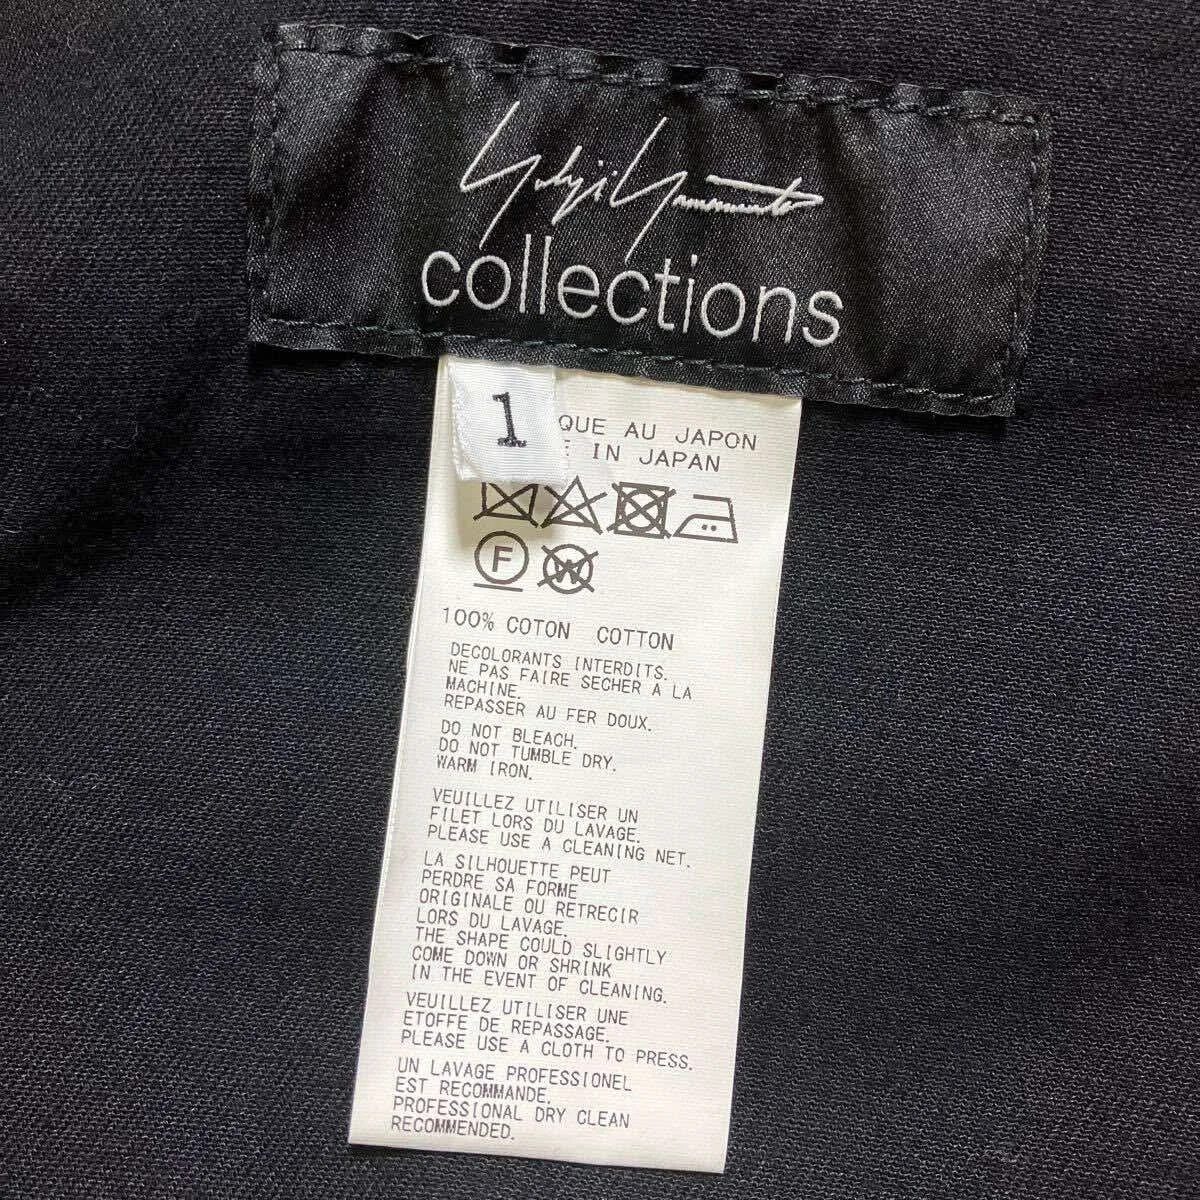 Yohji Yamamoto
collections
1
QUE AU JAPON
IN JAPAN
F
W
100% COTON COTTON
DECOLORANTS INTERDITS.
NE PAS FAIRE SECHER A LA
MACHINE.
REPASSER AU FER DOUX.
DO NOT BLEACH.
DO NOT TUMBLE DRY.
WARM IRON.
VEUILLEZ UTILISER UN
FILET LORS DU LAVAGE.
PLEASE USE A CLEANING NET.
LA SILHOUETTE PEUT
PERDRE SA FORME
ORIGINALE OU RETRECIR
LORS DU LAVAGE.
THE SHAPE COULD SLIGHTLY
COME DOWN OR SHRINK
IN THE EVENT OF CLEANING.
VEUILLEZ UTILISER UNE
ETOFFE DE REPASSAGE.
PLEASE USE A CLOTH TO PRESS.
UN LAVAGE PROFESSIONEL
EST RECOMMANDE.
PROFESSIONAL DRY CLEAN
RECOMMENDED.